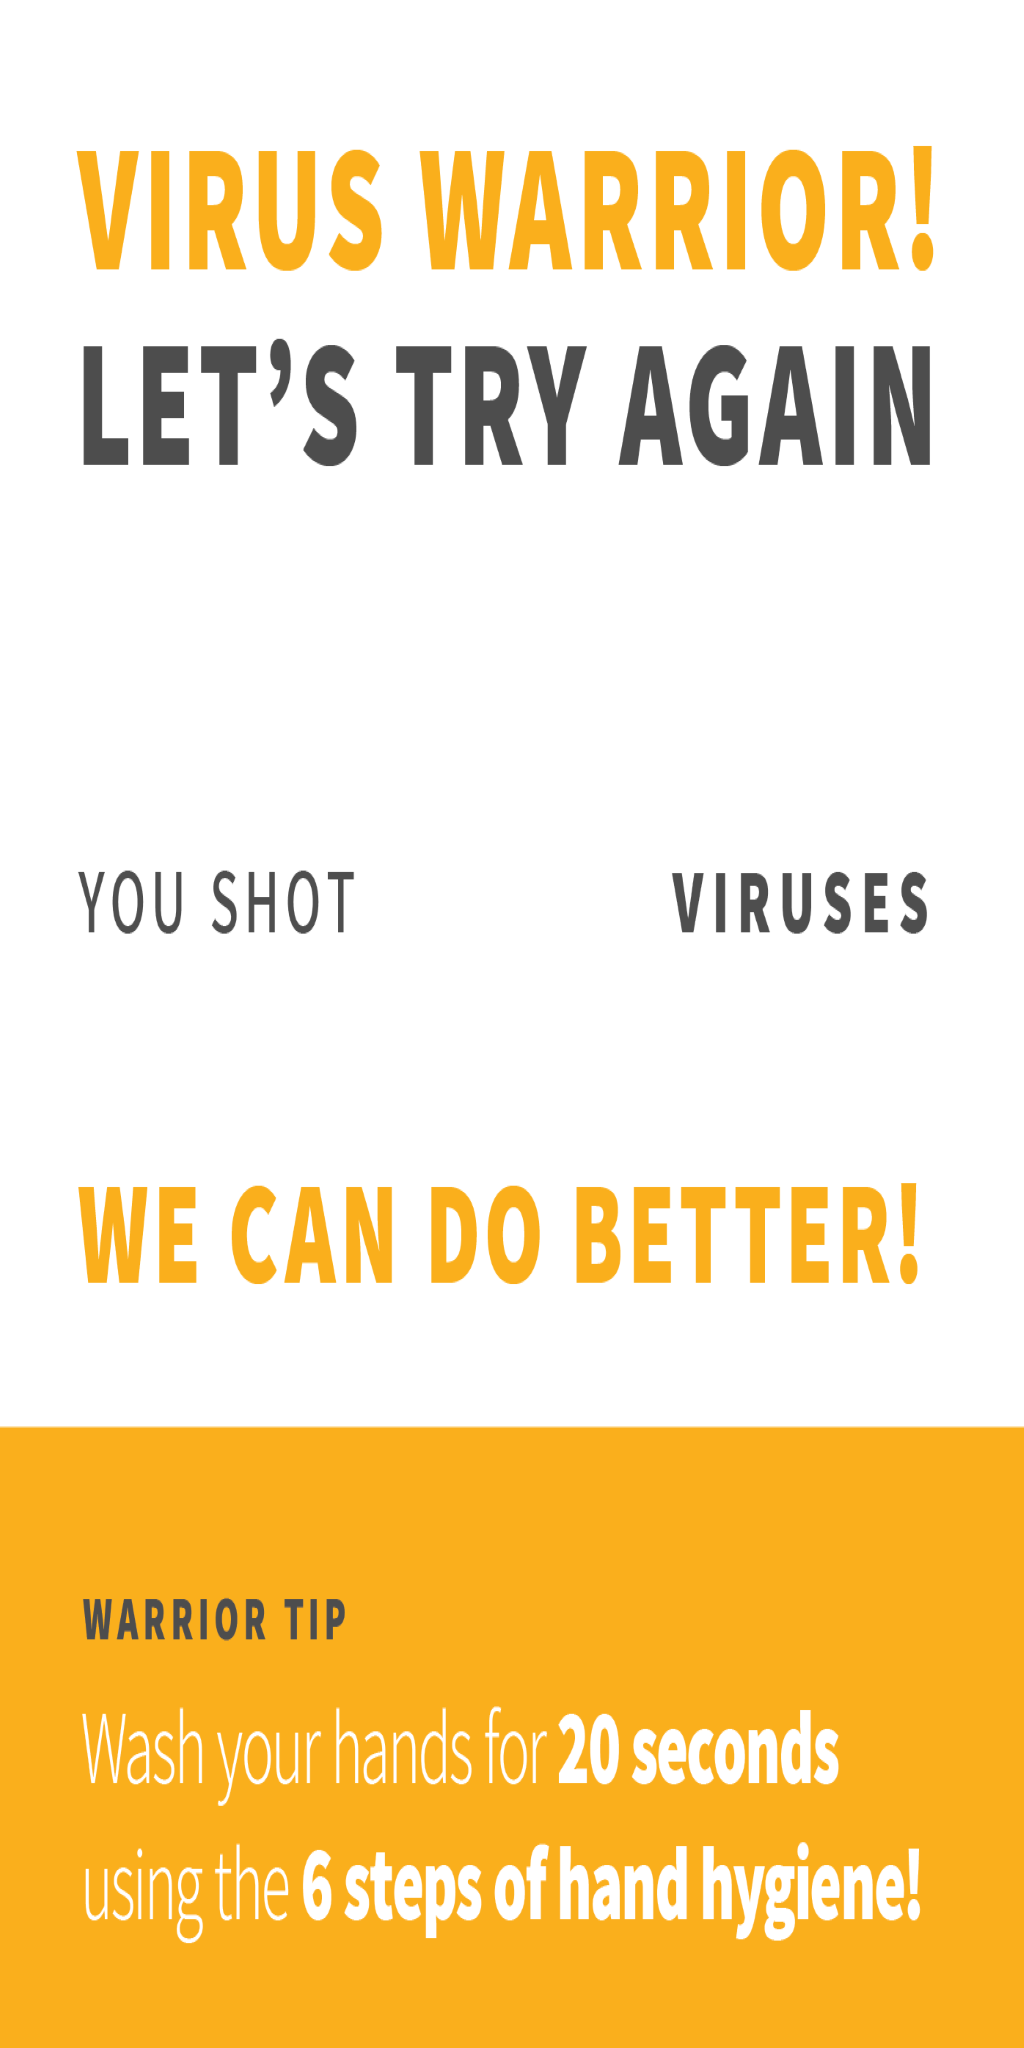 VIRUS WARRIOR!
LET’S TRY AGAIN
YOU SHOT VIRUSES
WE CAN DO BETTER!
WARRIOR TIP
Wash your hands for 20 seconds
using the 6 steps of hand hygiene!